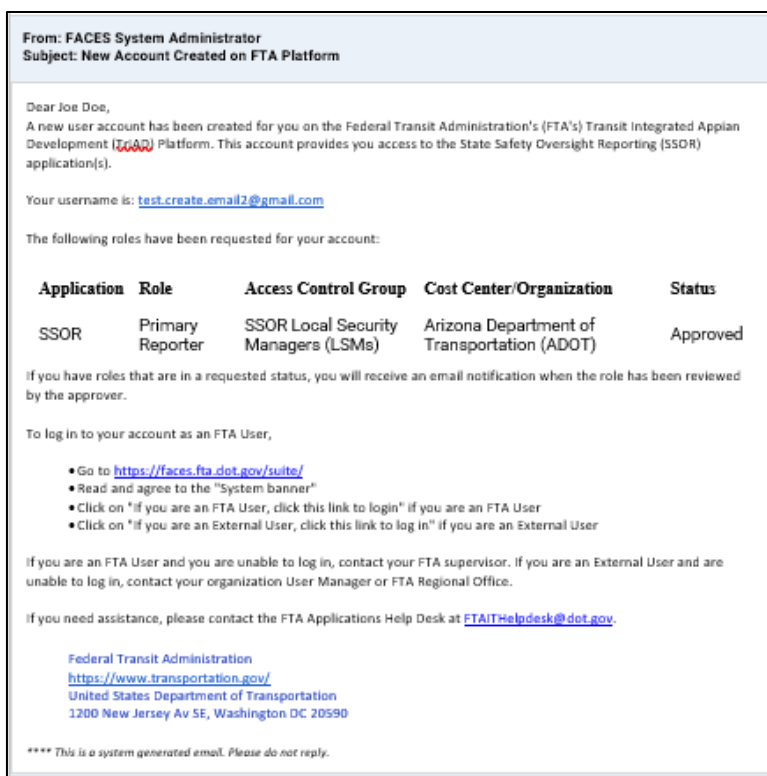 From: FACES System Administrator
Subject: New Account Created on FTA Platform
Dear Joe Doe,
A new user account has been created for you on the Federal Transit Administration's (FTA's) Transit Integrated Appian
Development (TriAD) Platform. This account provides you access to the State Safety Oversight Reporting (SSOR)
application(s).
Your username is: test.create.email2@gmail.com
The following roles have been requested for your account:
Application Role Access Control Group Cost Center/Organization Status
SSOR Primary Reporter SSOR Local Security Managers (LSMs) Arizona Department of Transportation (ADOT) Approved
If you have roles that are in a requested status, you will receive an email notification when the role has been reviewed
by the approver.
To log in to your account as an FTA User,
• Go to https://faces.fta.dot.gov/suite/
• Read and agree to the "System banner"
• Click on "If you are an FTA User, click this link to login" if you are an FTA User
• Click on "If you are an External User, click this link to log in" if you are an External User
If you are an FTA User and you are unable to log in, contact your FTA supervisor. If you are an External User and are
unable to log in, contact your organization User Manager or FTA Regional Office.
If you need assistance, please contact the FTA Applications Help Desk at FTAITHelpdesk@dot.gov.
Federal Transit Administration
https://www.transportation.gov/
United States Department of Transportation
1200 New Jersey Av SE, Washington DC 20590
**** This is a system generated email. Please do not reply.